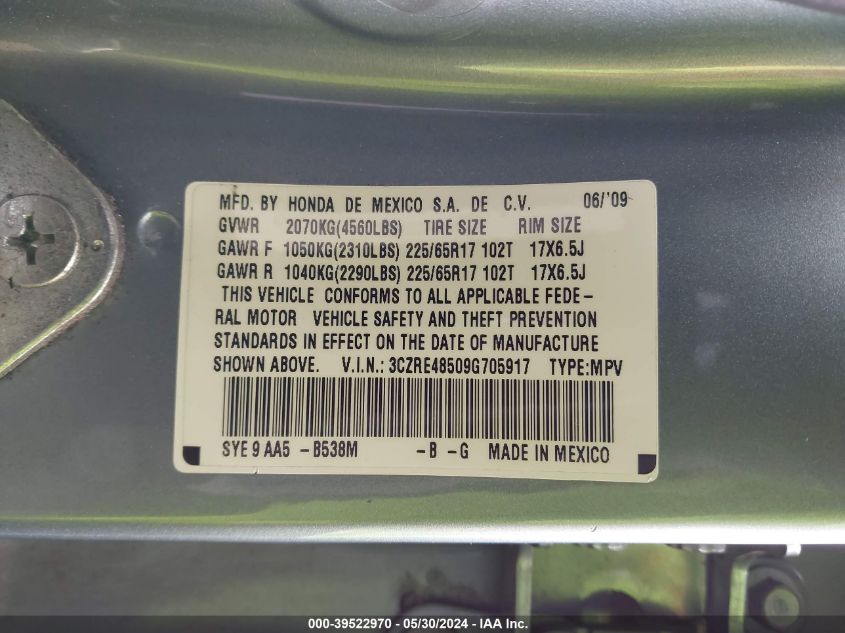 MFD. BY HONDA DE MEXICO S.A. DE C.V. 06/'09
GVWR 2070KG(4560LBS) TIRE SIZE RIM SIZE
GAWR F 1050KG(2310LBS) 225/65R17 102T 17X6.5J
GAWR R 1040KG(2290LBS) 225/65R17 102T 17X6.5J
THIS VEHICLE CONFORMS TO ALL APPLICABLE FEDE-
RAL MOTOR VEHICLE SAFETY AND THEFT PREVENTION
STANDARDS IN EFFECT ON THE DATE OF MANUFACTURE
SHOWN ABOVE. V.I.N.: 3CZRE48509G705917 TYPE:MPV
SYE 9 AA5 -B538M -B -G MADE IN MEXICO
000-39522970 - 05/30/2024 - IAA Inc.